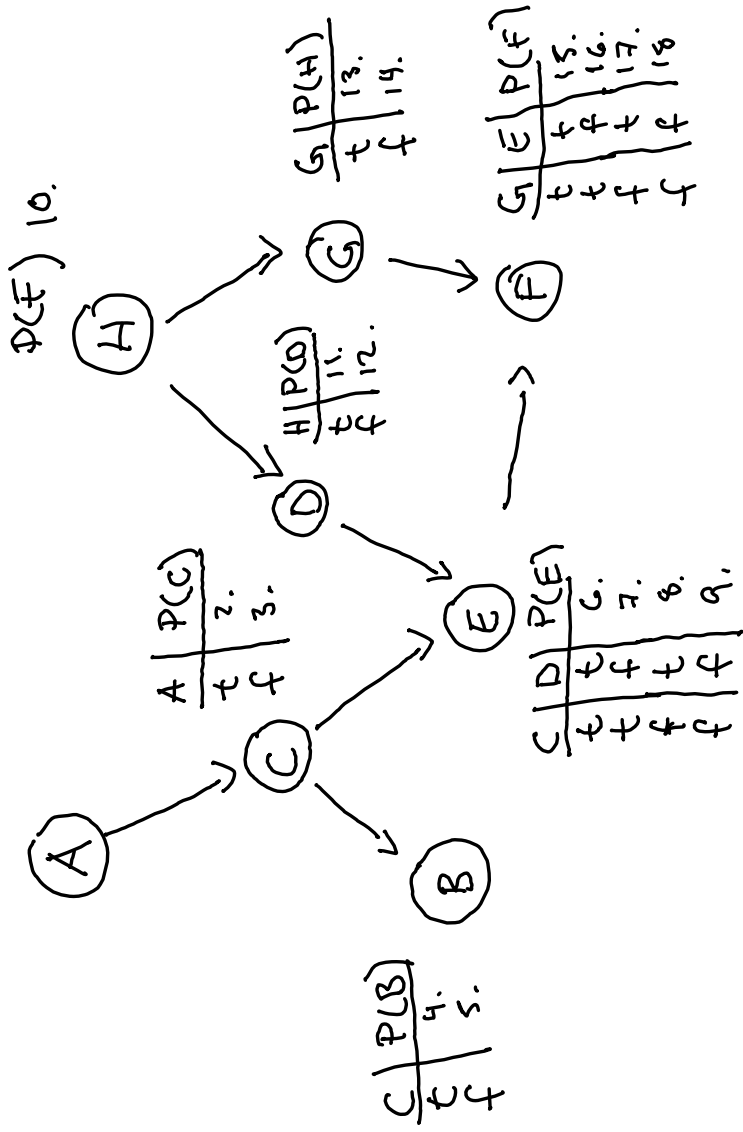 P(F) 10.
A
H
A P(C)
t 2.
f 3.
C
D
H P(D)
t 11.
f 12.
G
G P(H)
t 13.
f 14.
C P(B)
t 4.
f 5.
B
E
F
C D P(E)
t t 6.
t f 7.
f t 8.
f f 9.
G E P(F)
t t 15.
t f 16.
f t 17.
f f 18